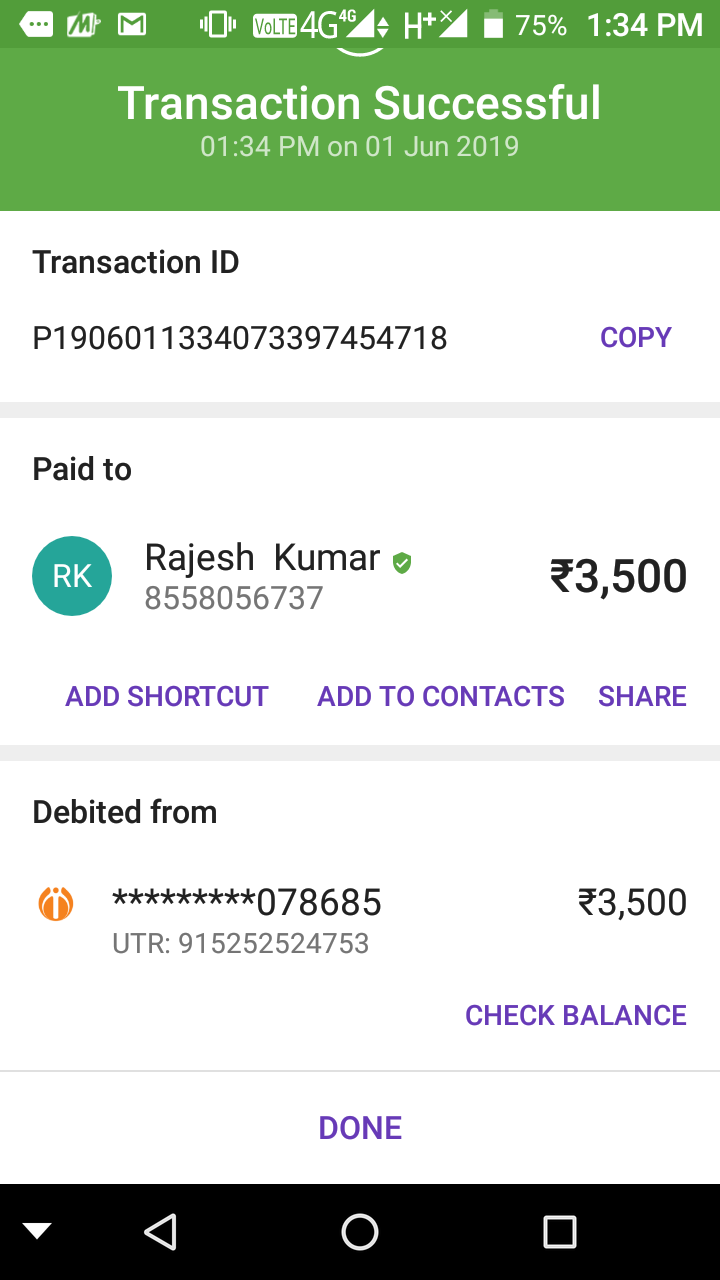 VoLTE 4G 4G H+ 75% 1:34 PM
Transaction Successful
01:34 PM on 01 Jun 2019
Transaction ID
P1906011334073397454718 COPY
Paid to
RK Rajesh Kumar ₹3,500
8558056737
ADD SHORTCUT ADD TO CONTACTS SHARE
Debited from
*********078685 ₹3,500
UTR: 915252524753
CHECK BALANCE
DONE